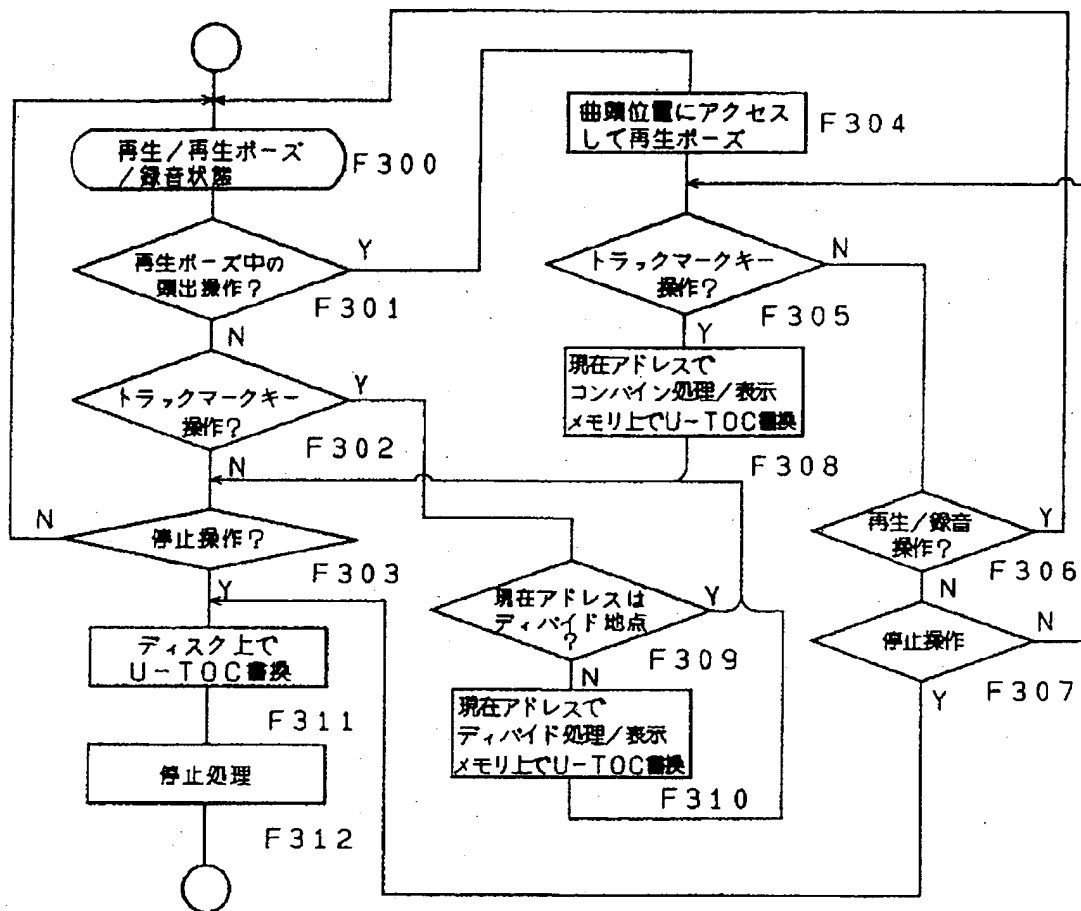 再生/再生ポーズ
/録音状態
F300
再生ポーズ中の
頭出操作?
Y
F301
N
トラックマークキー
操作?
Y
F302
N
停止操作?
N
F303
Y
ディスク上で
U-TOC書換
F311
停止処理
F312
曲頭位置にアクセス
して再生ポーズ
F304
トラックマークキー
操作?
N
F305
Y
現在アドレスで
コンバイン処理/表示
メモリ上でU-TOC書換
F308
再生/録音
操作?
Y
F306
N
停止操作
N
F307
Y
現在アドレスは
ディバイド地点
?
Y
F309
N
現在アドレスで
ディバイド処理/表示
メモリ上でU-TOC書換
F310